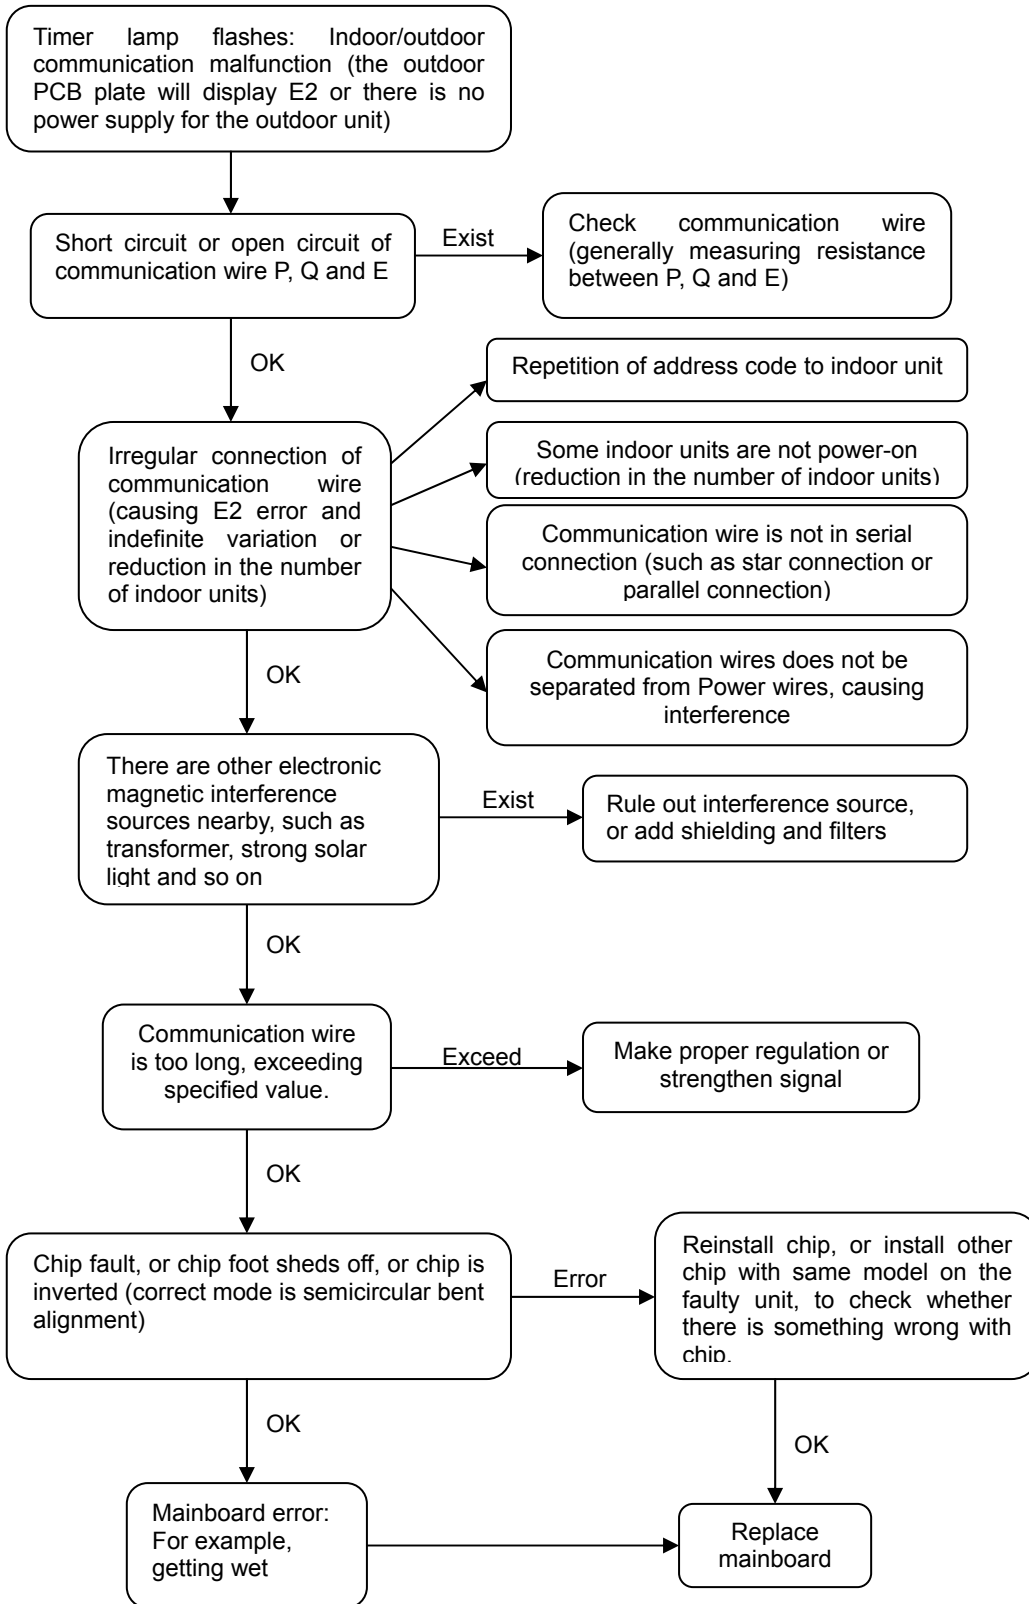 Timer lamp flashes: Indoor/outdoor
communication malfunction (the outdoor
PCB plate will display E2 or there is no
power supply for the outdoor unit)
Short circuit or open circuit of
communication wire P, Q and E
Exist
Check communication wire
(generally measuring resistance
between P, Q and E)
OK
Irregular connection of
communication wire
(causing E2 error and
indefinite variation or
reduction in the number
of indoor units)
Repetition of address code to indoor unit
Some indoor units are not power-on
(reduction in the number of indoor units)
Communication wire is not in serial
connection (such as star connection or
parallel connection)
Communication wires does not be
separated from Power wires, causing
interference
OK
There are other electronic
magnetic interference
sources nearby, such as
transformer, strong solar
light and so on
Exist
Rule out interference source,
or add shielding and filters
OK
Communication wire
is too long, exceeding
specified value.
Exceed
Make proper regulation or
strengthen signal
OK
Chip fault, or chip foot sheds off, or chip is
inverted (correct mode is semicircular bent
alignment)
Error
Reinstall chip, or install other
chip with same model on the
faulty unit, to check whether
there is something wrong with
chip.
OK
OK
Mainboard error:
For example,
getting wet
Replace
mainboard